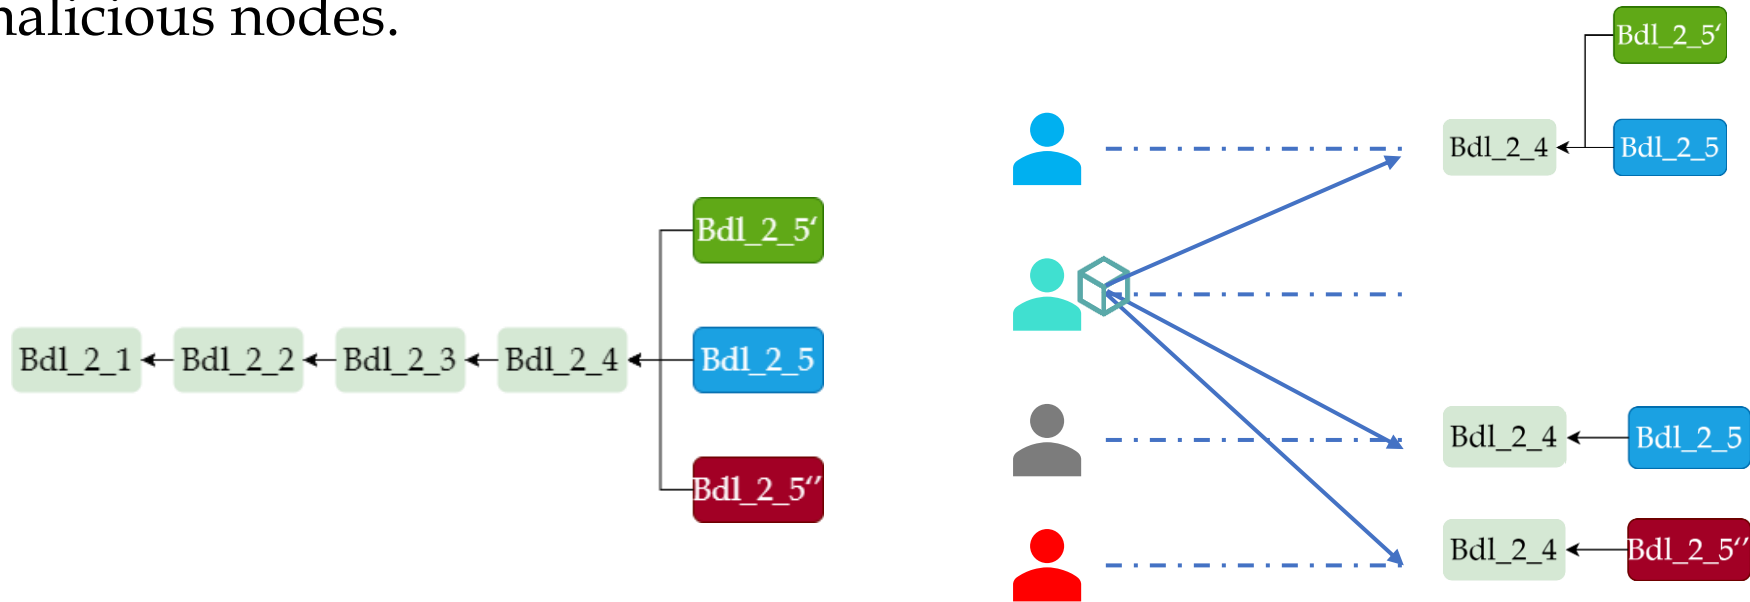 nalicious nodes.
Bdl_2_5‘
Bdl_2_1
Bdl_2_2
Bdl_2_3
Bdl_2_4
Bdl_2_5
Bdl_2_5‘’
Bdl_2_5‘
Bdl_2_4
Bdl_2_5
Bdl_2_4
Bdl_2_5
Bdl_2_4
Bdl_2_5‘’